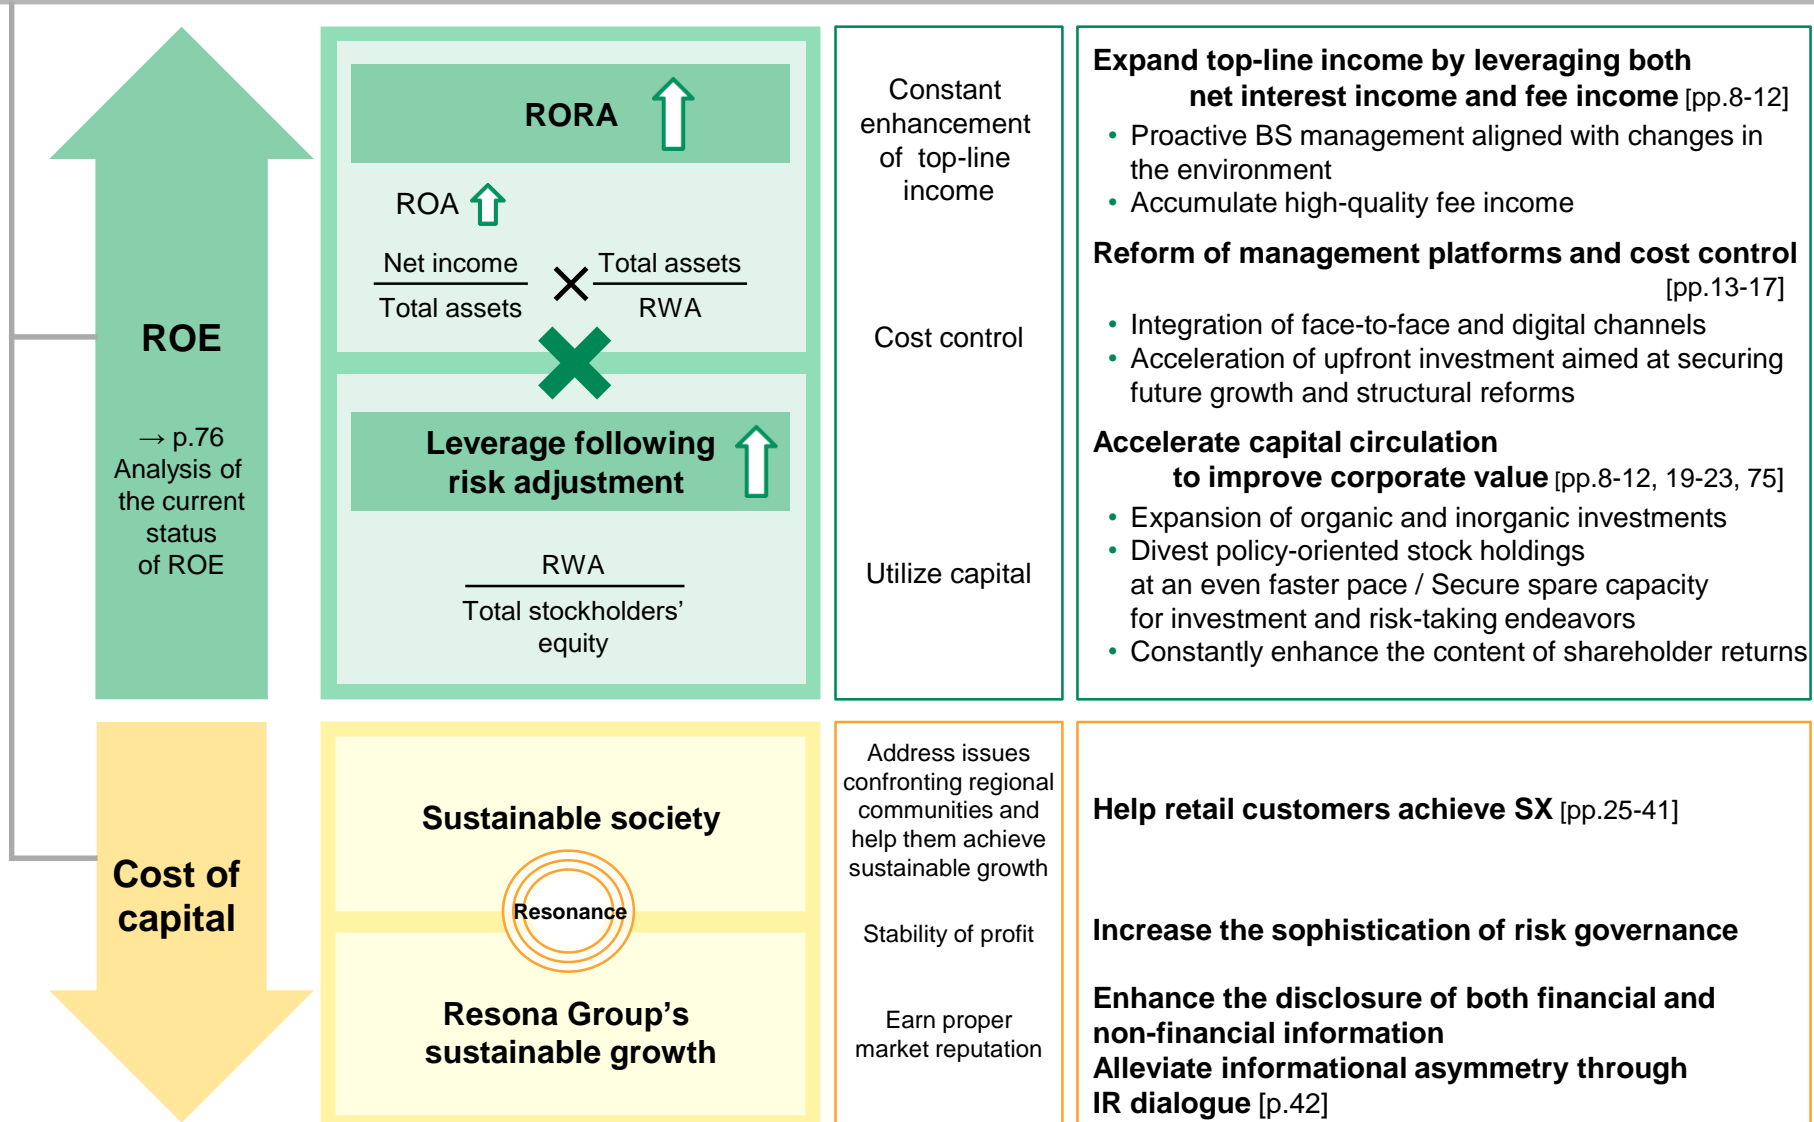 ROE
→ p.76
Analysis of
the current
status
of ROE
RORA
ROA
Net income
Total assets
×
Total assets
RWA
Leverage following
risk adjustment
RWA
Total stockholders’
equity
Constant
enhancement
of top-line
income
Cost control
Utilize capital
Expand top-line income by leveraging both
net interest income and fee income [pp.8-12]
• Proactive BS management aligned with changes in
the environment
• Accumulate high-quality fee income
Reform of management platforms and cost control
[pp.13-17]
• Integration of face-to-face and digital channels
• Acceleration of upfront investment aimed at securing
future growth and structural reforms
Accelerate capital circulation
to improve corporate value [pp.8-12, 19-23, 75]
• Expansion of organic and inorganic investments
• Divest policy-oriented stock holdings
at an even faster pace / Secure spare capacity
for investment and risk-taking endeavors
• Constantly enhance the content of shareholder returns
Cost of
capital
Sustainable society
Resonance
Resona Group’s
sustainable growth
Address issues
confronting regional
communities and
help them achieve
sustainable growth
Stability of profit
Earn proper
market reputation
Help retail customers achieve SX [pp.25-41]
Increase the sophistication of risk governance
Enhance the disclosure of both financial and
non-financial information
Alleviate informational asymmetry through
IR dialogue [p.42]